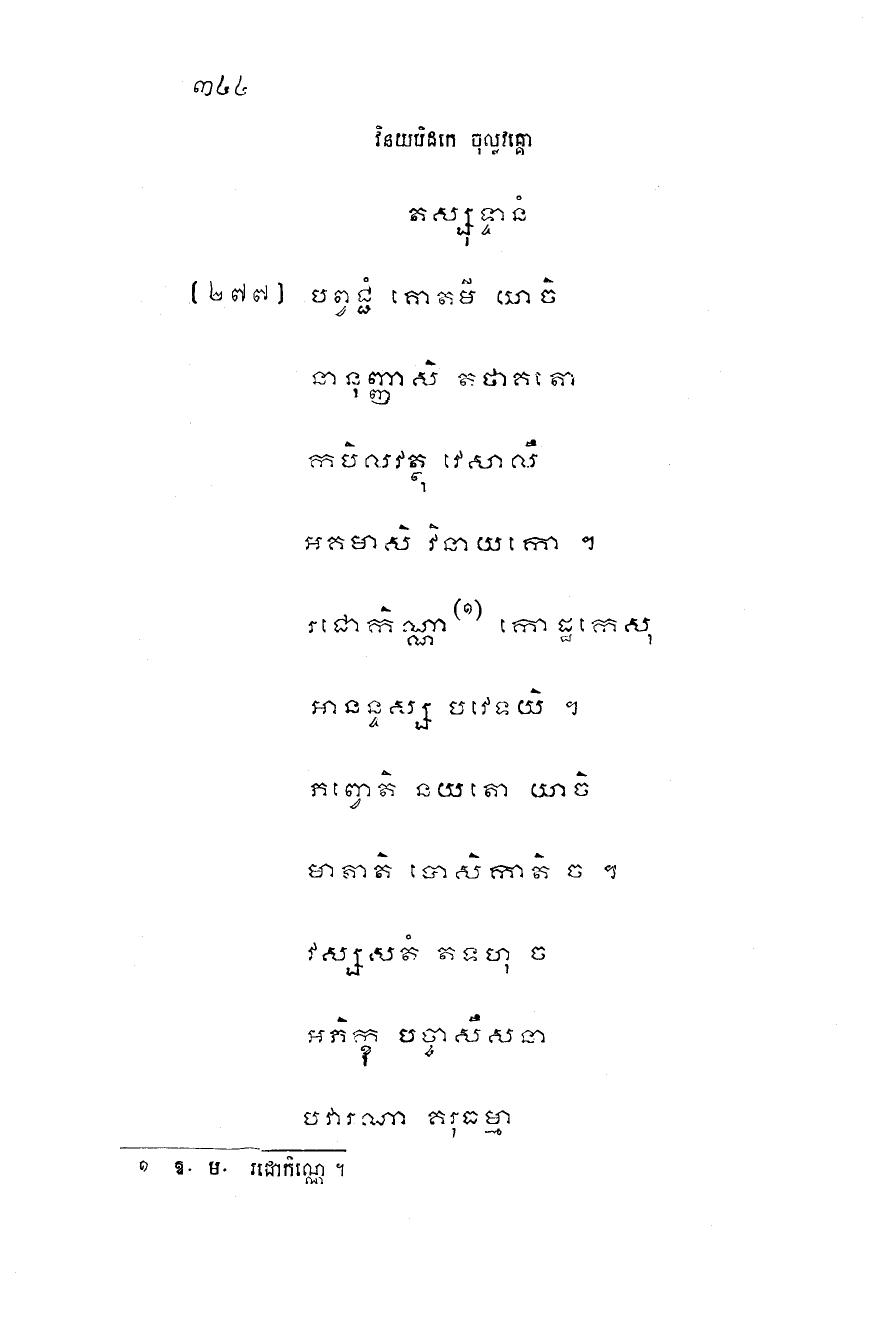 ៣៤៤
វិនយបិដកេ ចុល្លវគ្គោ
តស្សុទ្ទានំ
[២៧៧] បព្វជ្ជំ គោតមី យាចិ
នានុញ្ញាសិ តថាគតោ
កបិលវត្ថុ វេសាលឹ
អគមាសិ វិនាយកោ ។
រជោកិណ្ណា (១) កោដ្ឋកេសុ
អានន្ទស្ស បវេទយិ ។
ភព្វោតិ នយតោ យាចិ
មាតាតិ បោសិកាតិ ច ។
វស្សសតំ តទហុ ច
អភិក្ខុ បច្ចាសឹសនា
បវារណា គរុធម្មា
១ ឱ. ម. រជោកិណ្ណេ ។